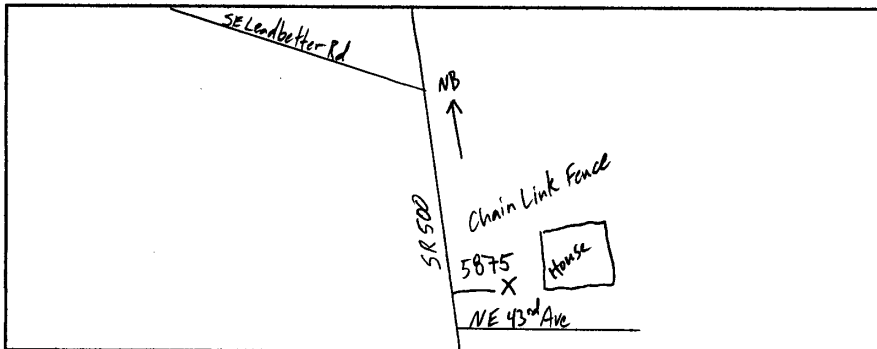 SE Leadbetter Rd
NB
Chain Link Fence
SR 500
5875
X
House
NE 43rd Ave